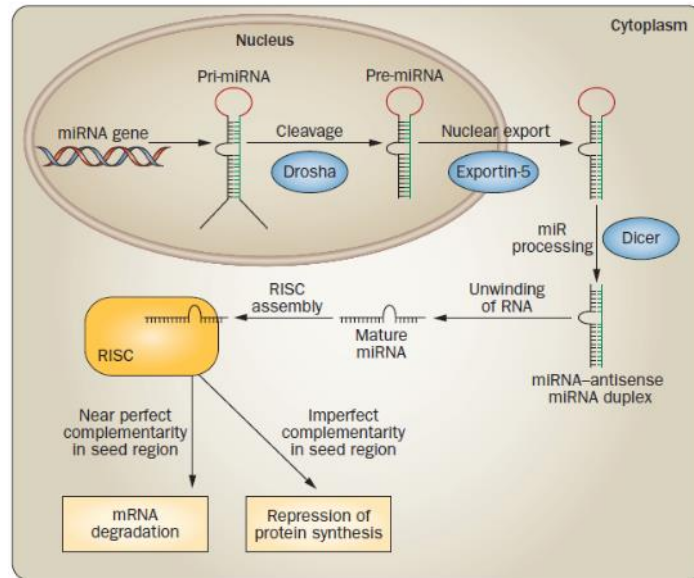 Cytoplasm
Nucleus
Pri-miRNA
Pre-miRNA
miRNA gene
Cleavage
Nuclear export
Drosha
Exportin-5
miR
processing
Dicer
RISC
assembly
Unwinding
of RNA
Mature
miRNA
RISC
miRNA–antisense
miRNA duplex
Near perfect
complementarity
in seed region
Imperfect
complementarity
in seed region
mRNA
degradation
Repression of
protein synthesis